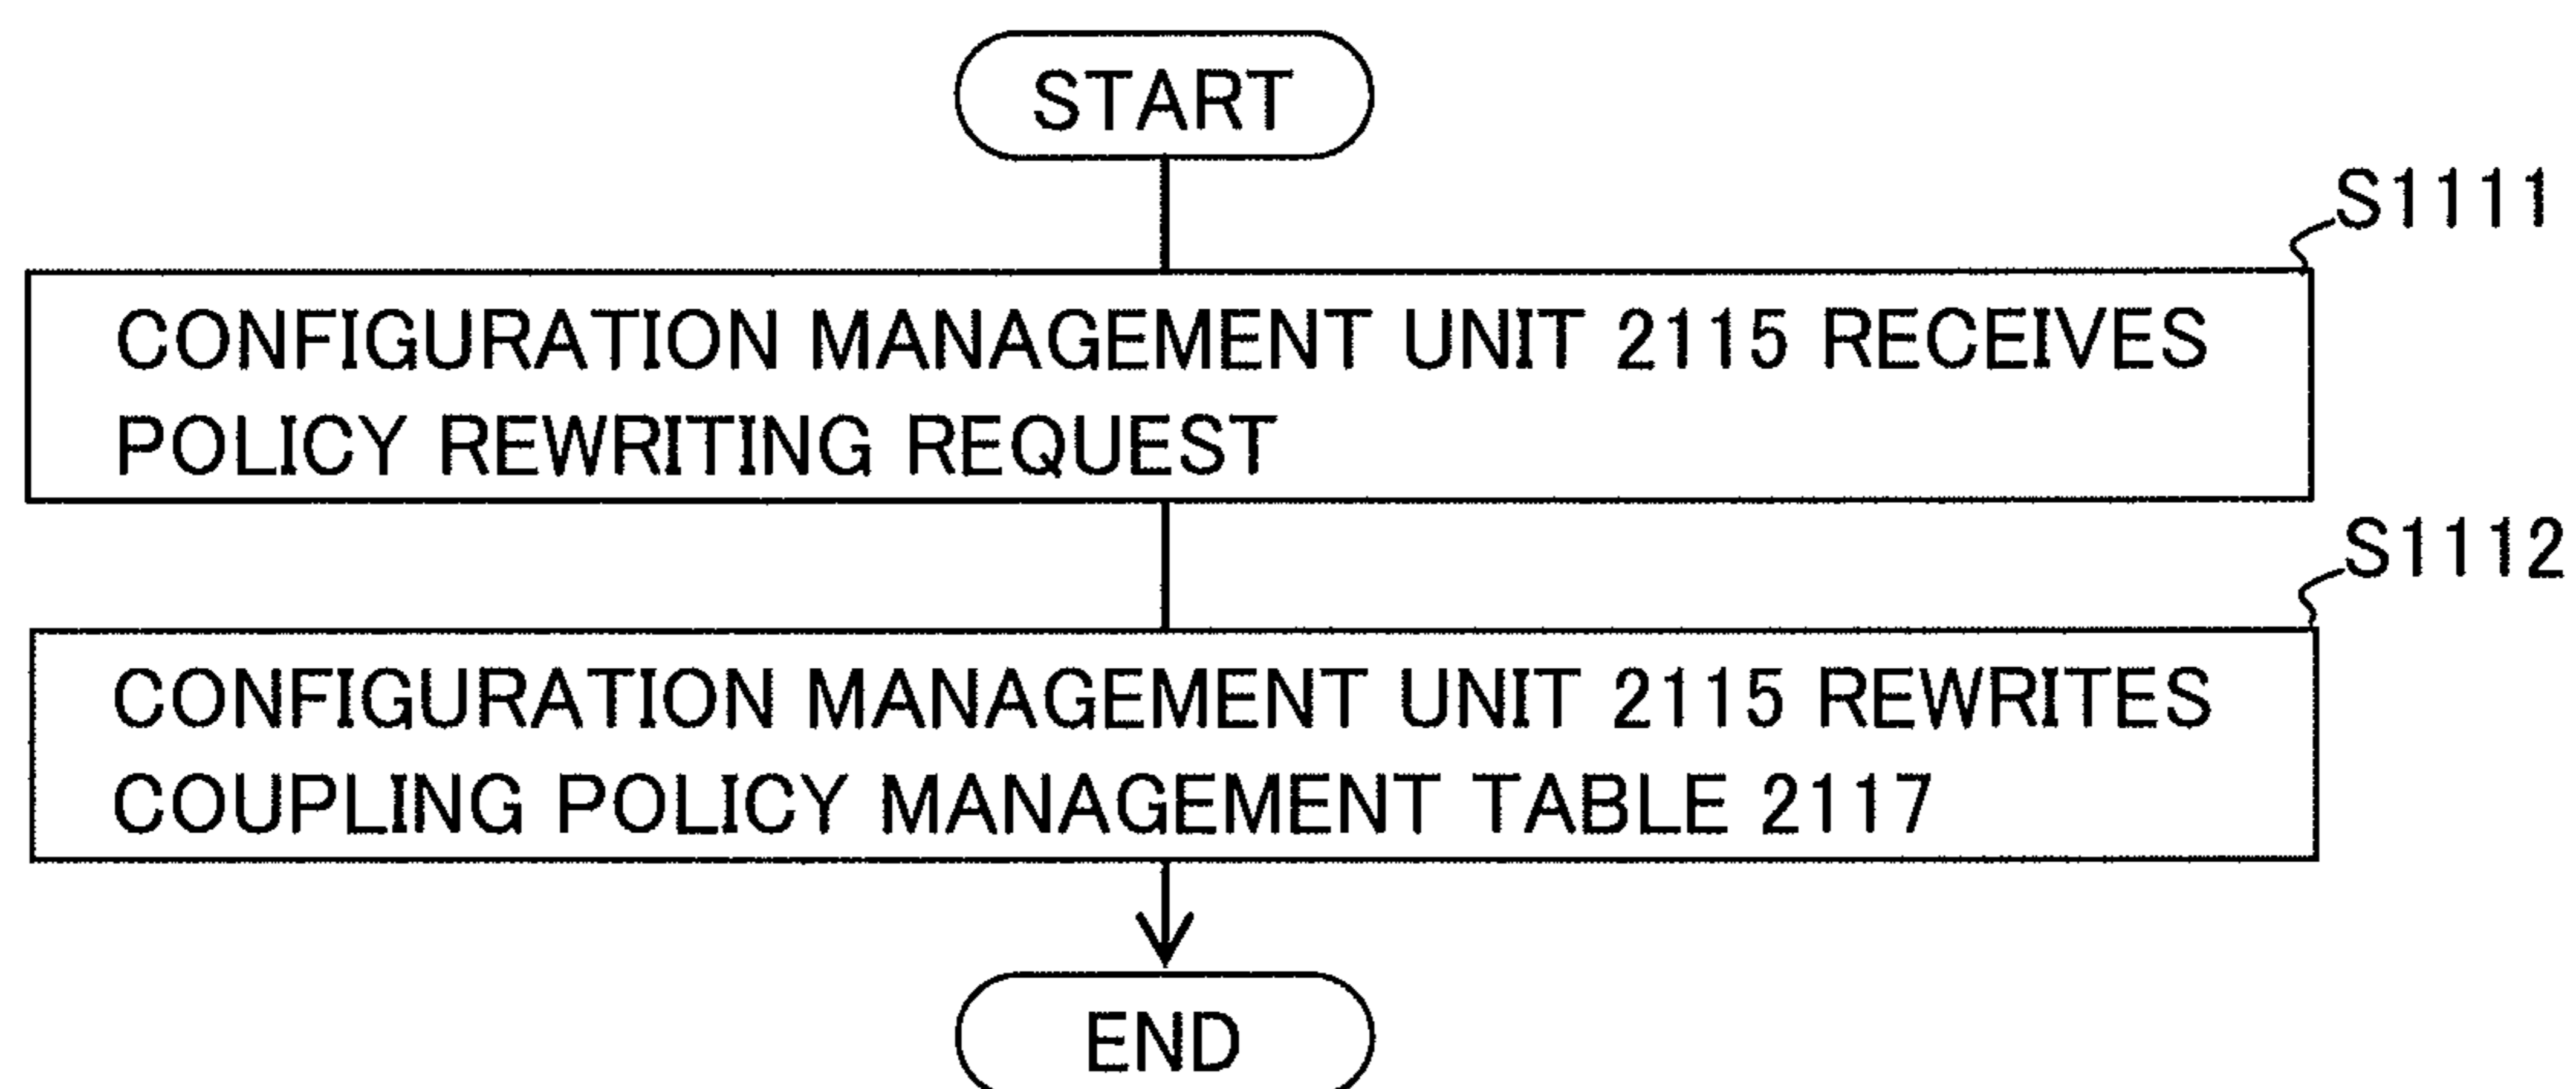 START
S1111
CONFIGURATION MANAGEMENT UNIT 2115 RECEIVES
POLICY REWRITING REQUEST
S1112
CONFIGURATION MANAGEMENT UNIT 2115 REWRITES
COUPLING POLICY MANAGEMENT TABLE 2117
END